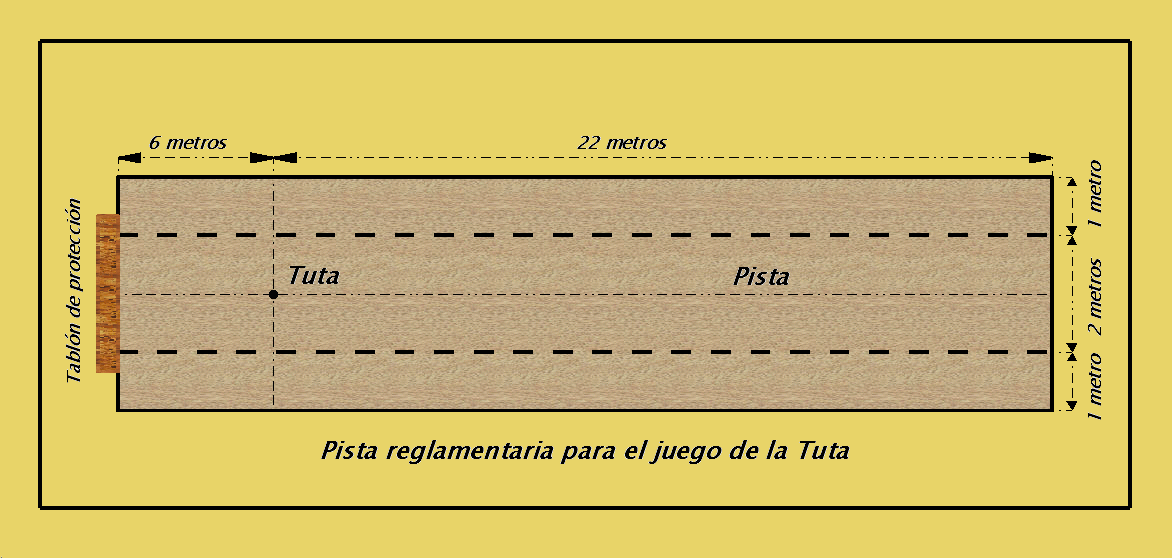 6 metros
22 metros
Tablón de protección
Tuta
Pista
1 metro
2 metros
1 metro
Pista reglamentaria para el juego de la Tuta